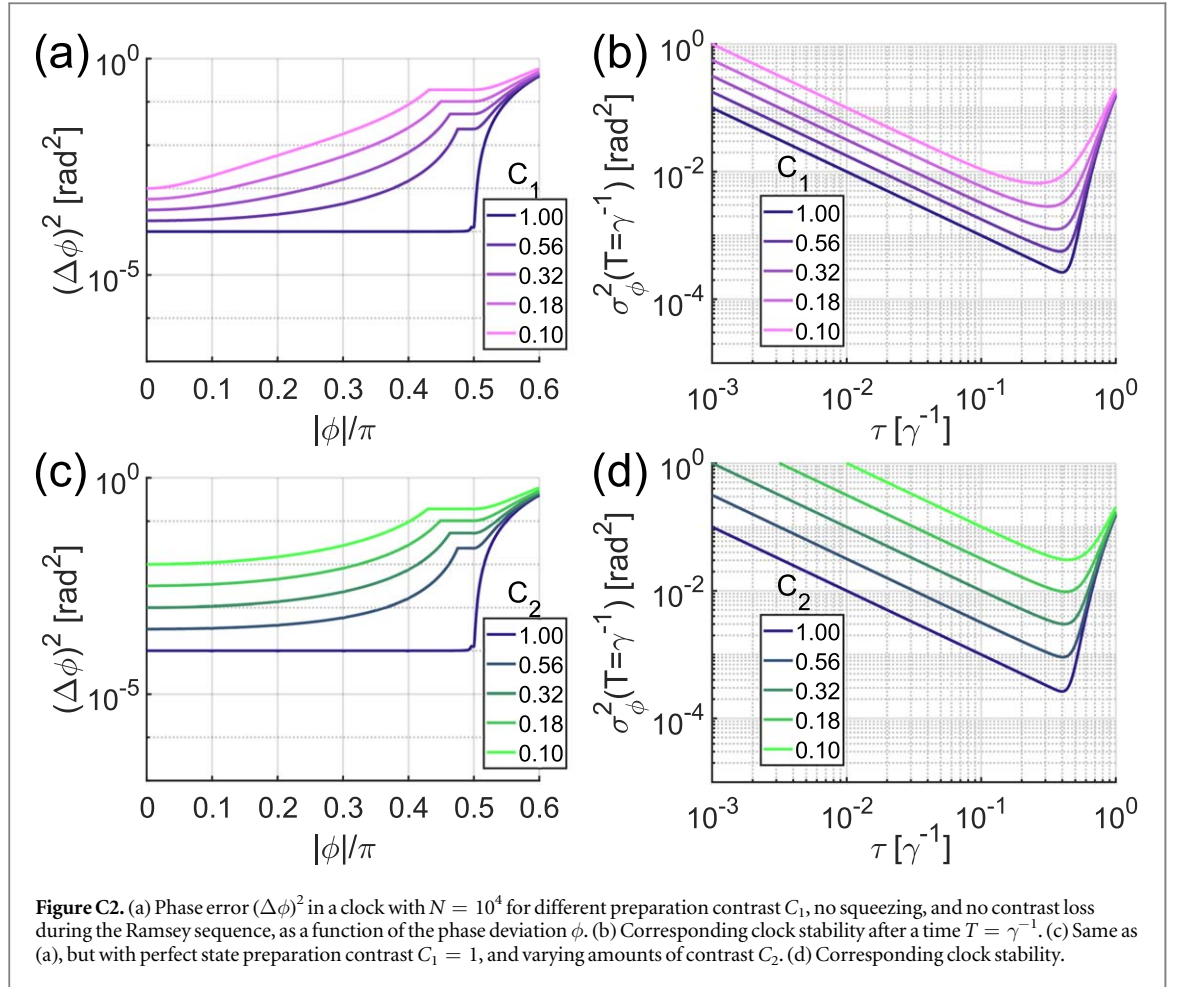 (a)
10^0
(Δϕ)^2 [rad^2]
10^-5
C_1
1.00
0.56
0.32
0.18
0.10
0 0.1 0.2 0.3 0.4 0.5 0.6
|ϕ|/π
(b)
10^0
σ_ϕ^2(T=γ^-1) [rad^2]
10^-2
10^-4
C_1
1.00
0.56
0.32
0.18
0.10
10^-3 10^-2 10^-1 10^0
τ [γ^-1]
(c)
10^0
(Δϕ)^2 [rad^2]
10^-5
C_2
1.00
0.56
0.32
0.18
0.10
0 0.1 0.2 0.3 0.4 0.5 0.6
|ϕ|/π
(d)
10^0
σ_ϕ^2(T=γ^-1) [rad^2]
10^-2
10^-4
C_2
1.00
0.56
0.32
0.18
0.10
10^-3 10^-2 10^-1 10^0
τ [γ^-1]
Figure C2. (a) Phase error (Δϕ)^2 in a clock with N = 10^4 for different preparation contrast C_1, no squeezing, and no contrast loss
during the Ramsey sequence, as a function of the phase deviation ϕ. (b) Corresponding clock stability after a time T = γ^-1. (c) Same as
(a), but with perfect state preparation contrast C_1 = 1, and varying amounts of contrast C_2. (d) Corresponding clock stability.